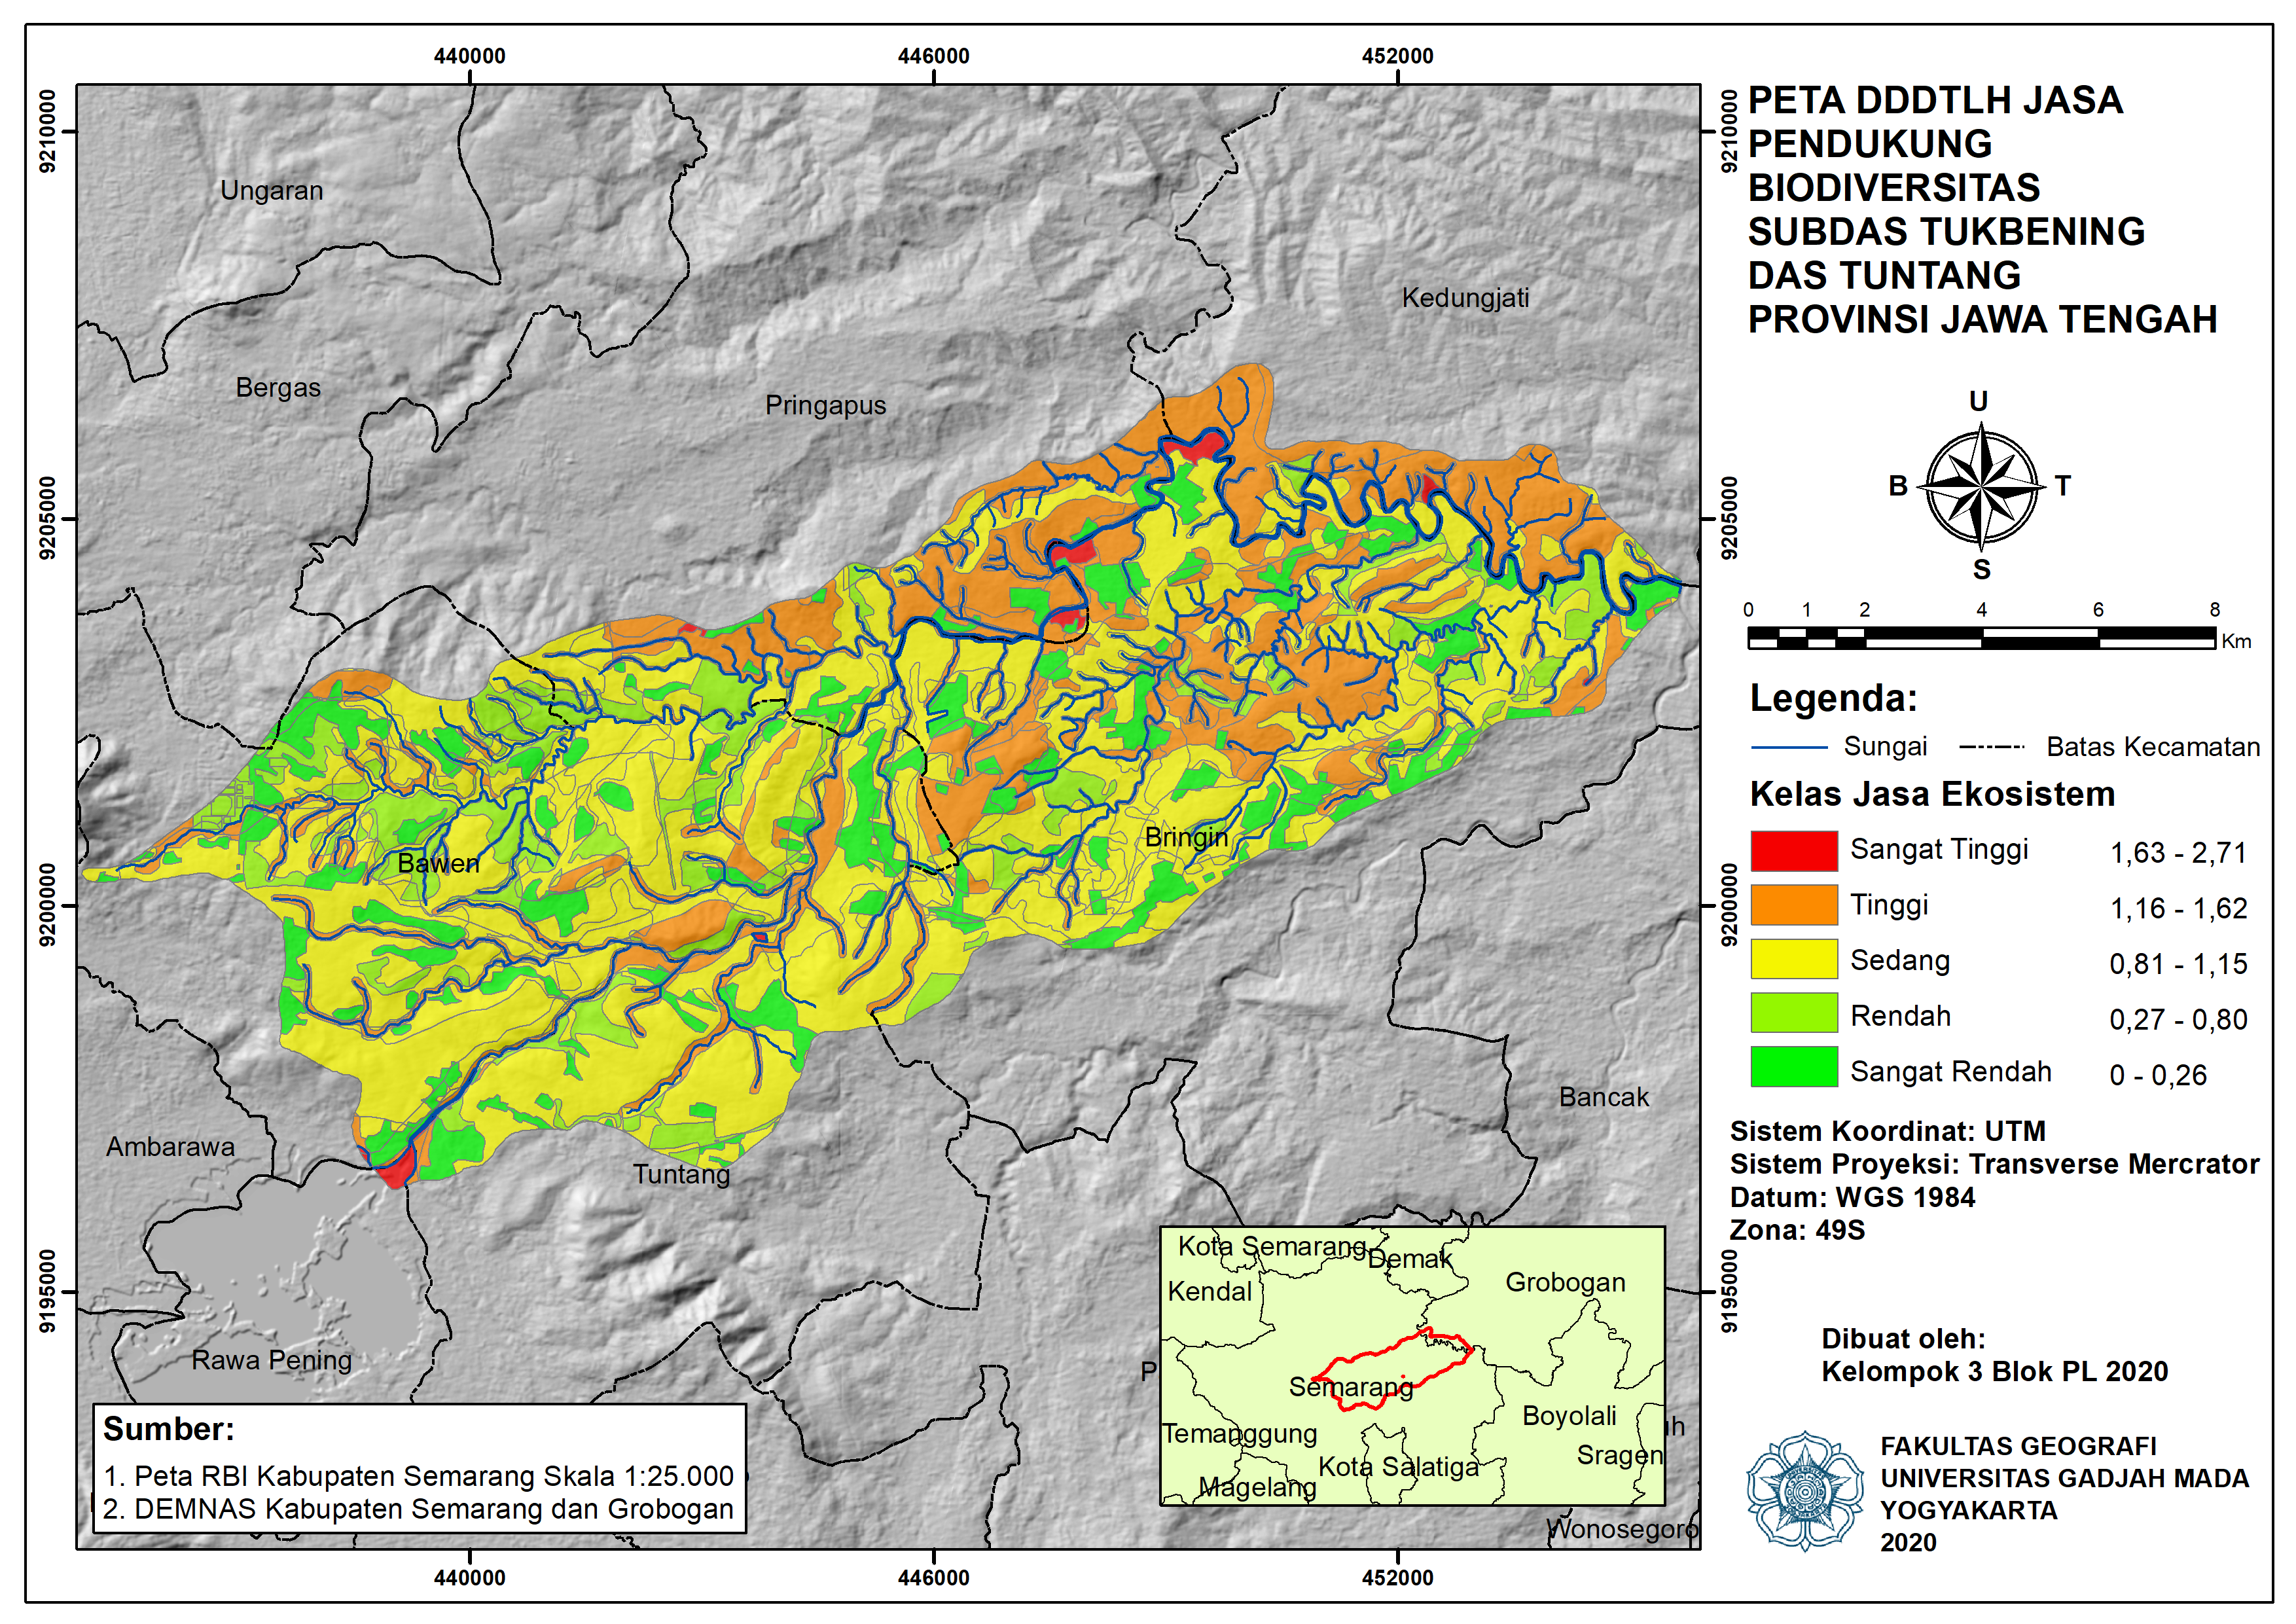 PETA DDDTLH JASA
PENDUKUNG
BIODIVERSITAS
SUBDAS TUKBENING
DAS TUNTANG
PROVINSI JAWA TENGAH
U
B
T
S
0 1 2 4 6 8
Km
Legenda:
Sungai
Batas Kecamatan
Kelas Jasa Ekosistem
Sangat Tinggi 1,63 - 2,71
Tinggi 1,16 - 1,62
Sedang 0,81 - 1,15
Rendah 0,27 - 0,80
Sangat Rendah 0 - 0,26
Sistem Koordinat: UTM
Sistem Proyeksi: Transverse Mercrator
Datum: WGS 1984
Zona: 49S
Dibuat oleh:
Kelompok 3 Blok PL 2020
FAKULTAS GEOGRAFI
UNIVERSITAS GADJAH MADA
YOGYAKARTA
2020
440000 446000 452000
9210000
9205000
9200000
9195000
9210000
9205000
9200000
9195000
440000 446000 452000
Ungaran
Kedungjati
Bergas
Pringapus
Bringin
Bawen
Bancak
Ambarawa
Tuntang
Rawa Pening
P
Wonosegoro
Kota Semarang
Demak
Kendal
Grobogan
Semarang
Boyolali
Temanggung
Kota Salatiga
Sragen
Magelang
Sumber:
1. Peta RBI Kabupaten Semarang Skala 1:25.000
2. DEMNAS Kabupaten Semarang dan Grobogan